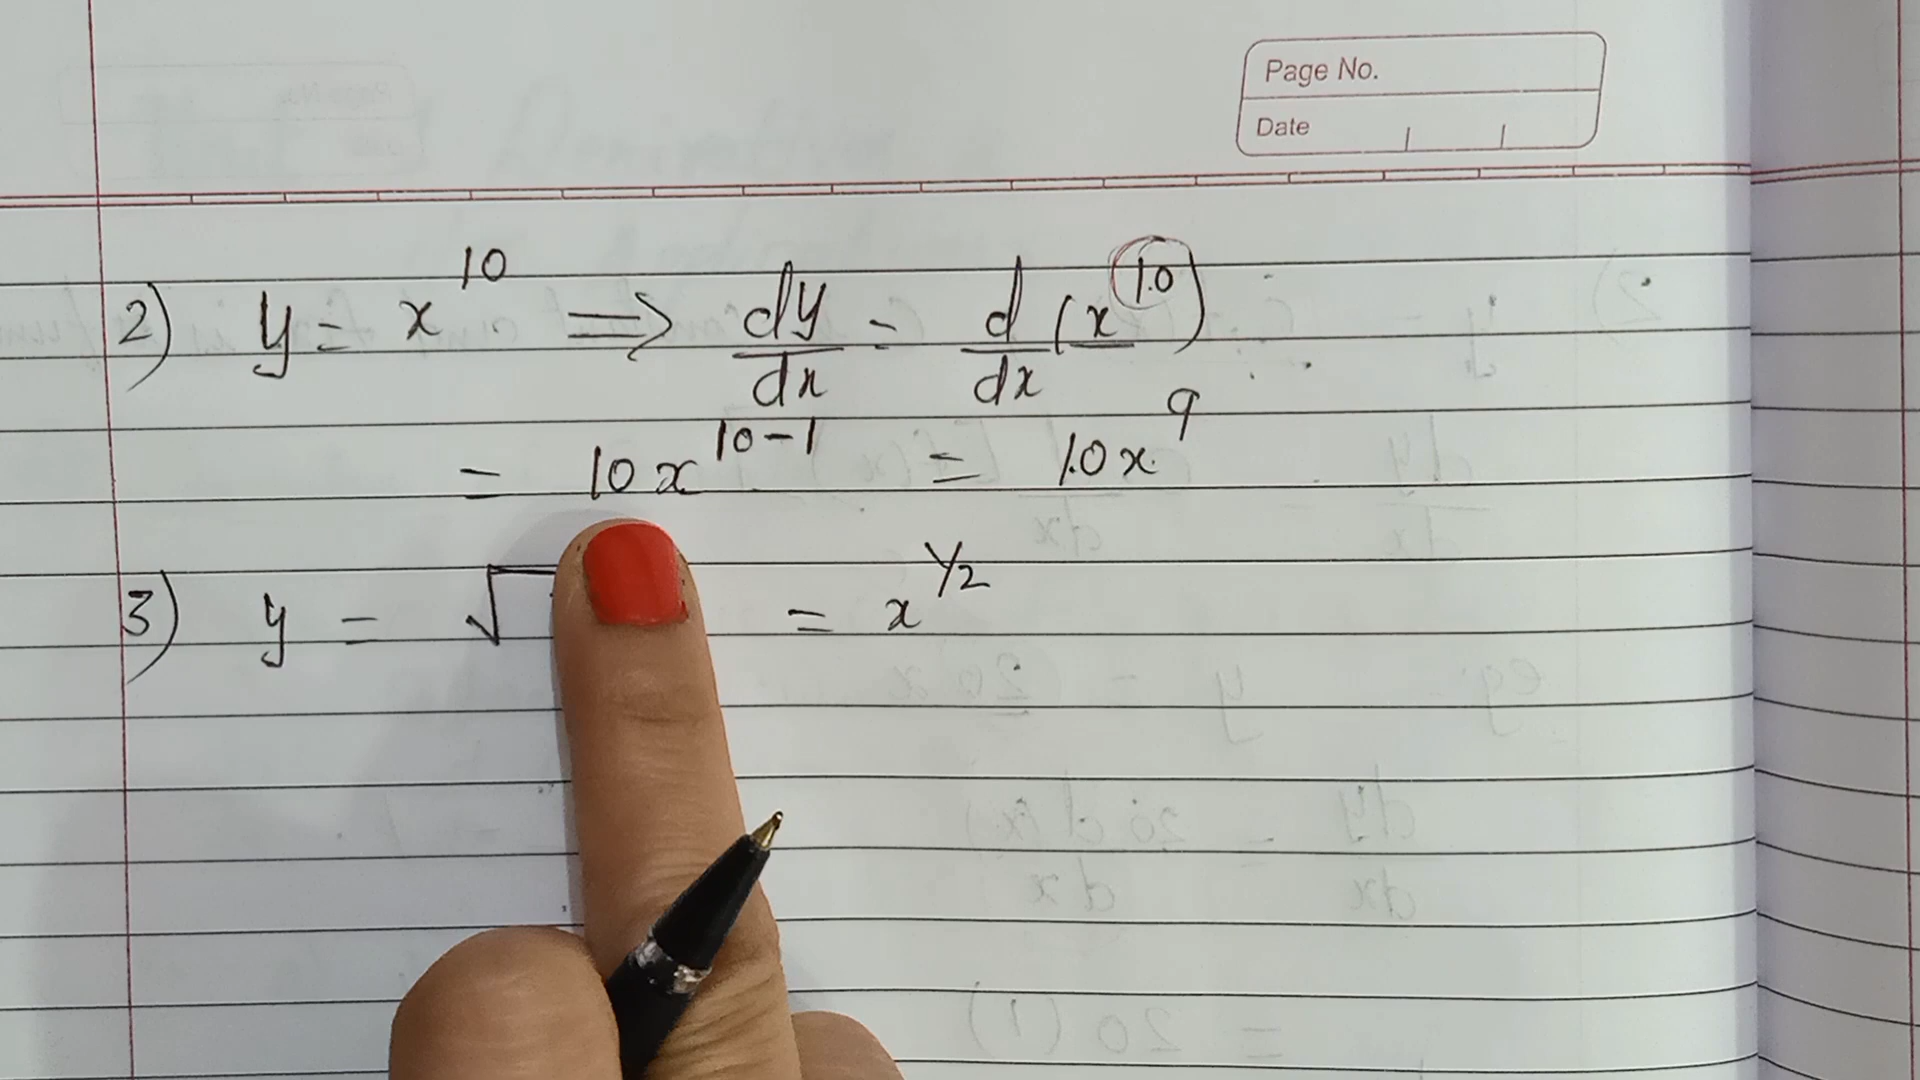 Page No.
Date
2) y = x^10 ⟹ dy/dx = d/dx (x^10)
= 10x^10-1 = 10x^9
3) y = √ = x^1/2